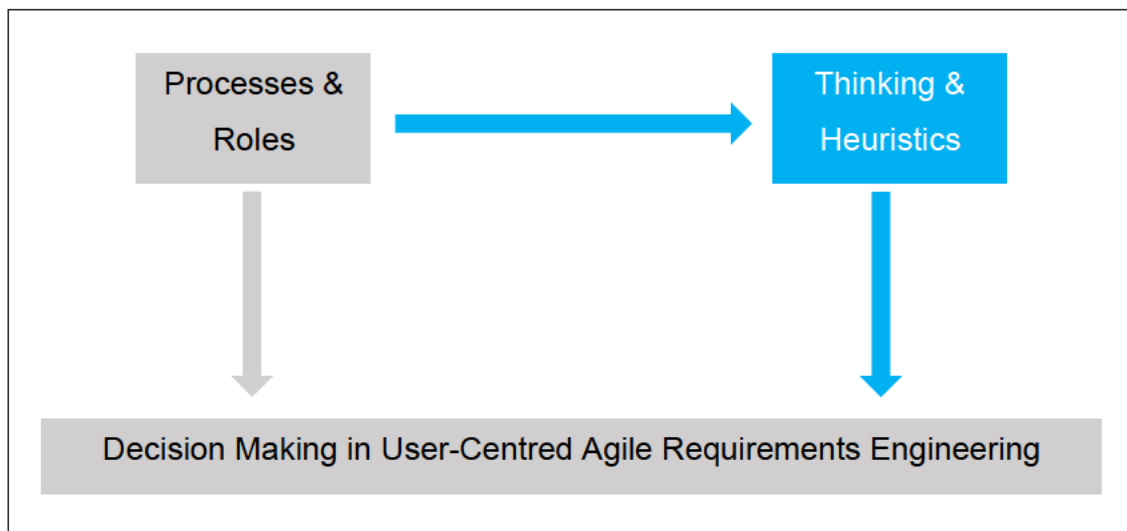 Processes &
Roles
Thinking &
Heuristics
Decision Making in User-Centred Agile Requirements Engineering